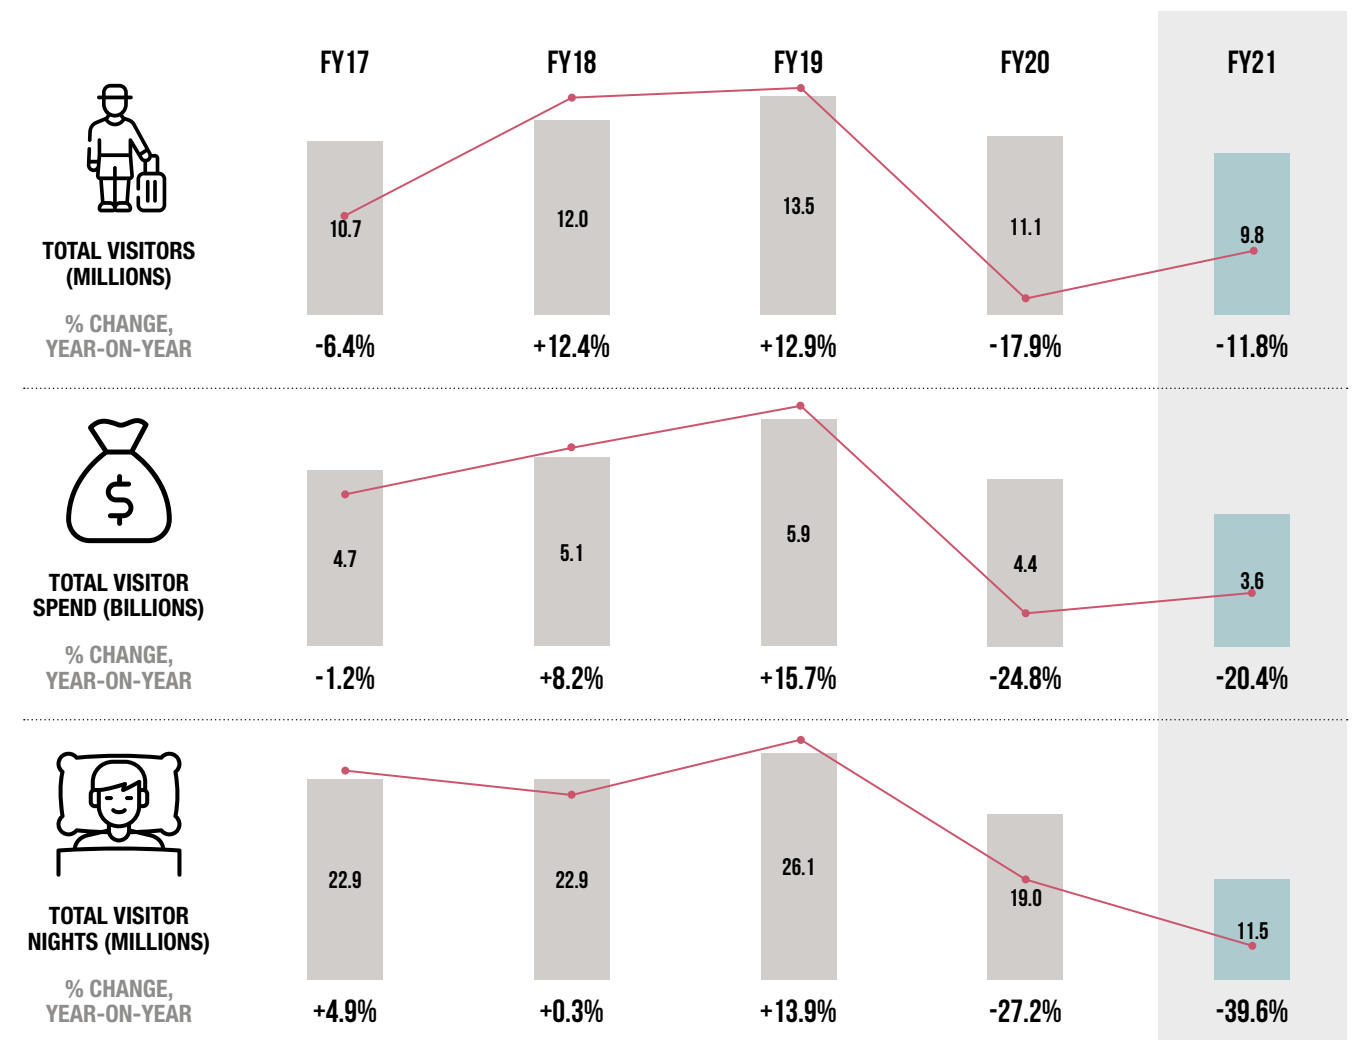 FY17 FY18 FY19 FY20 FY21
10.7 12.0 13.5 11.1 9.8
TOTAL VISITORS
(MILLIONS)
% CHANGE,
YEAR-ON-YEAR
-6.4% +12.4% +12.9% -17.9% -11.8%
$
4.7 5.1 5.9 4.4 3.6
TOTAL VISITOR
SPEND (BILLIONS)
% CHANGE,
YEAR-ON-YEAR
-1.2% +8.2% +15.7% -24.8% -20.4%
22.9 22.9 26.1 19.0 11.5
TOTAL VISITOR
NIGHTS (MILLIONS)
% CHANGE,
YEAR-ON-YEAR
+4.9% +0.3% +13.9% -27.2% -39.6%